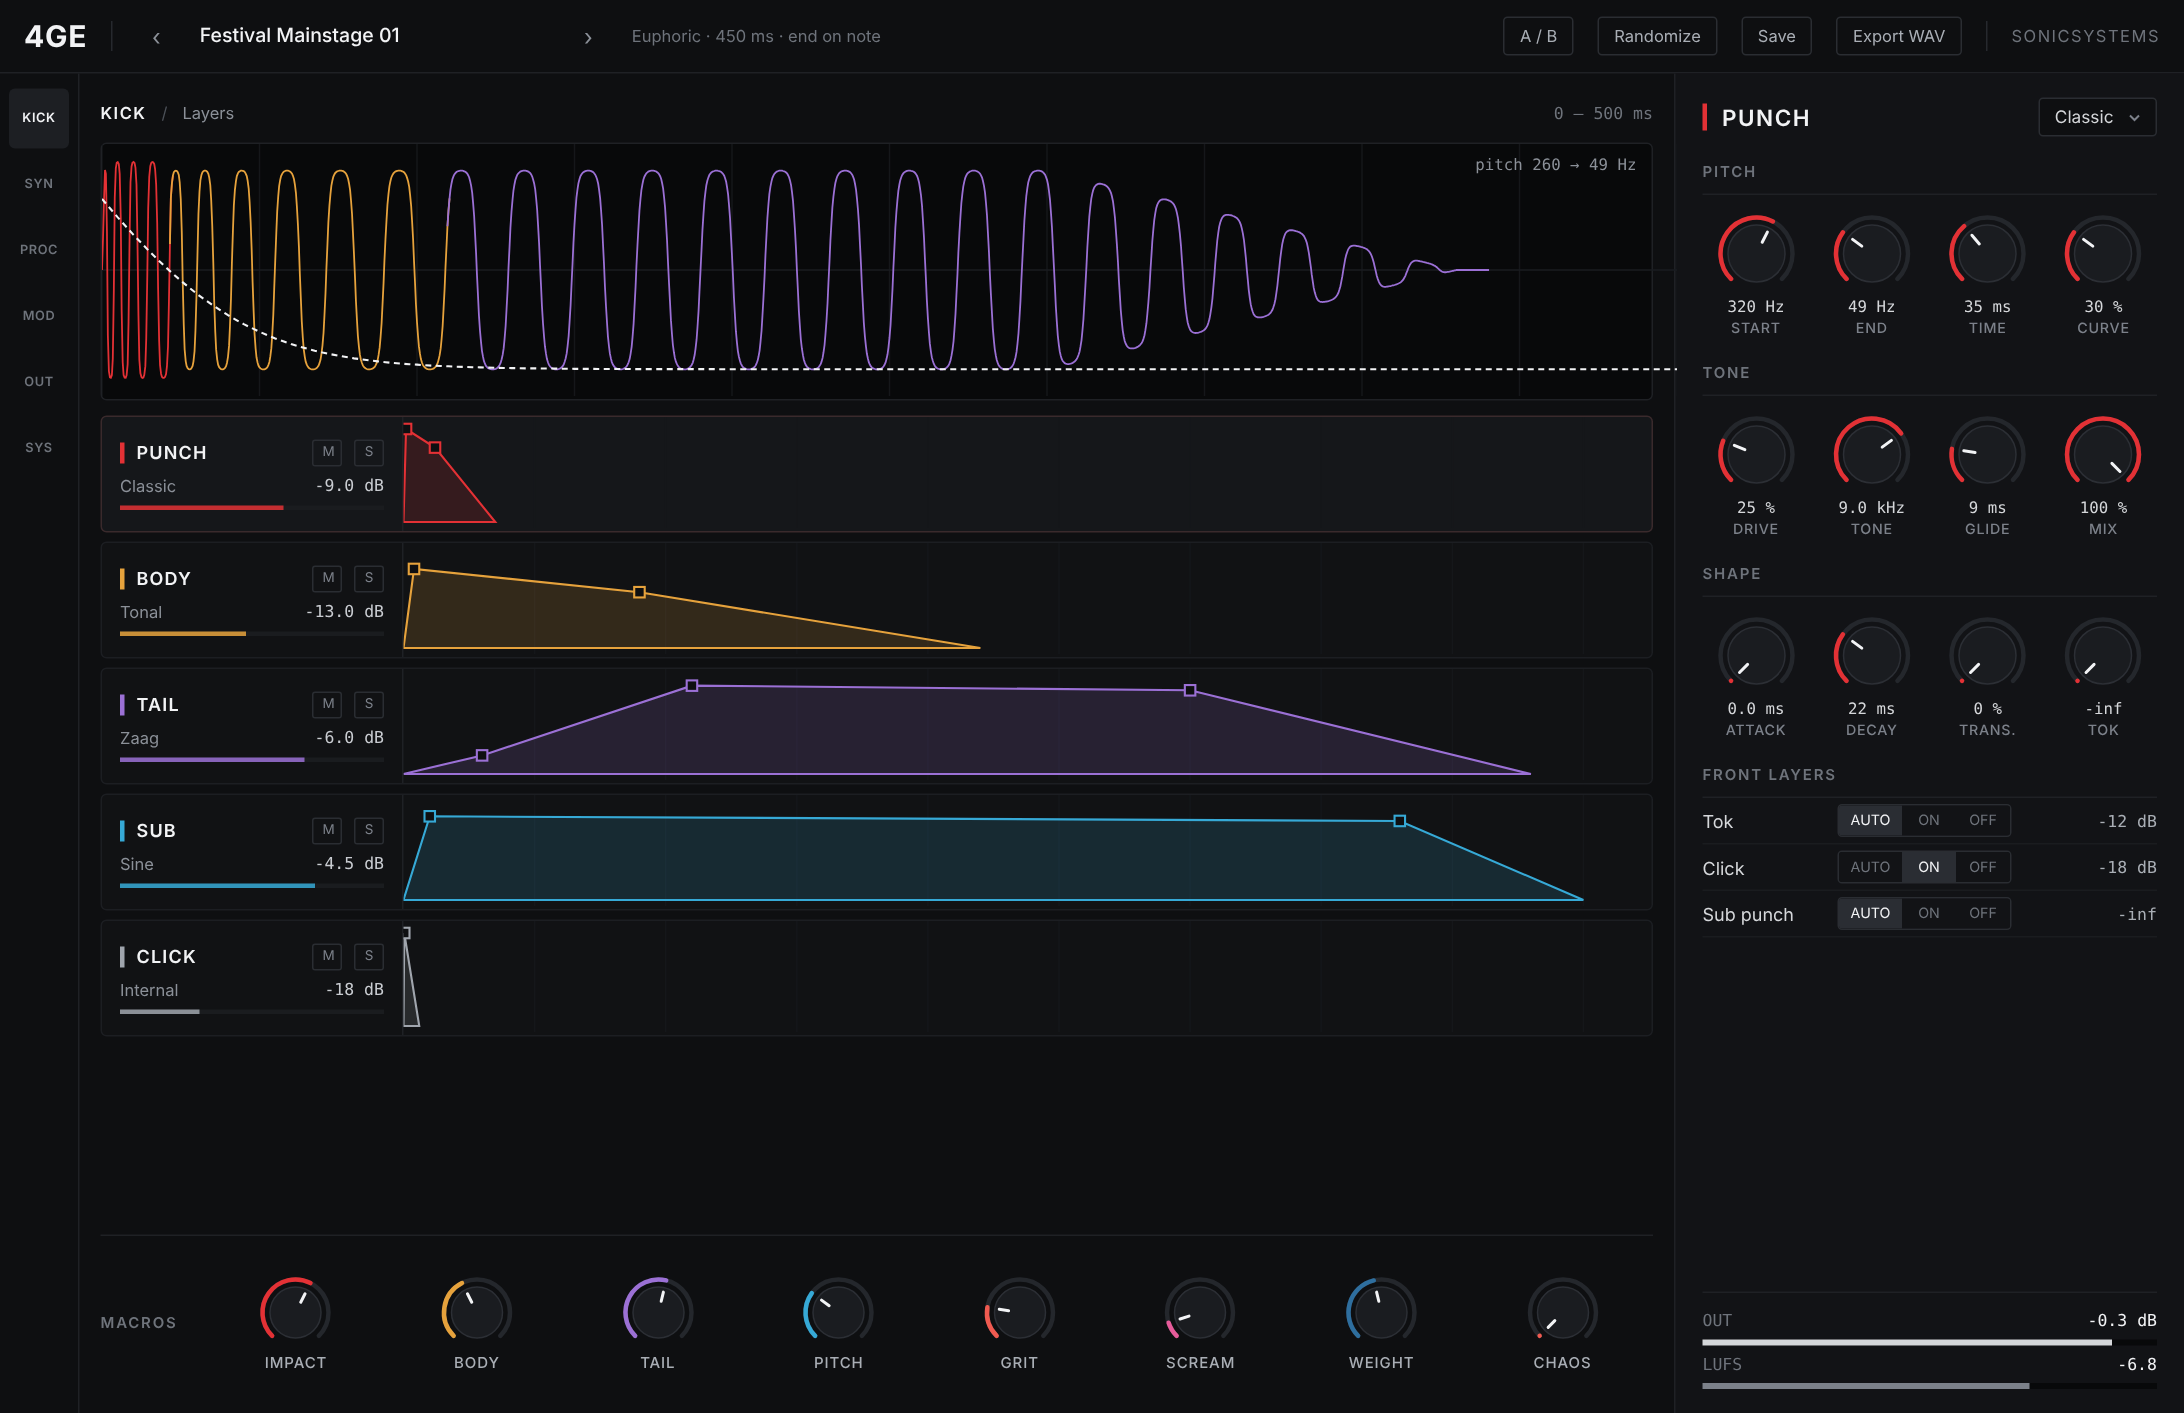 4GE ‹ Festival Mainstage 01 › Euphoric · 450 ms · end on note A / B Randomize Save Export WAV SONICSYSTEMS
KICK
SYN
PROC
MOD
OUT
SYS
KICK / Layers 0 — 500 ms
pitch 260 → 49 Hz
PUNCH M S
Classic -9.0 dB
BODY M S
Tonal -13.0 dB
TAIL M S
Zaag -6.0 dB
SUB M S
Sine -4.5 dB
CLICK M S
Internal -18 dB
MACROS
IMPACT BODY TAIL PITCH GRIT SCREAM WEIGHT CHAOS
PUNCH Classic
PITCH
320 Hz 49 Hz 35 ms 30 %
START END TIME CURVE
TONE
25 % 9.0 kHz 9 ms 100 %
DRIVE TONE GLIDE MIX
SHAPE
0.0 ms 22 ms 0 % -inf
ATTACK DECAY TRANS. TOK
FRONT LAYERS
Tok AUTO ON OFF -12 dB
Click AUTO ON OFF -18 dB
Sub punch AUTO ON OFF -inf
OUT -0.3 dB
LUFS -6.8